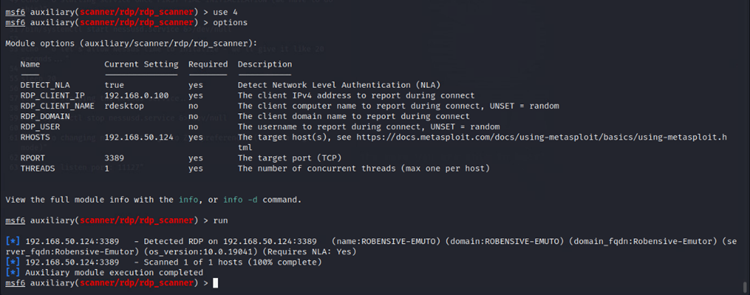 msf6 auxiliary(scanner/rdp/rdp_scanner) > use 4
msf6 auxiliary(scanner/rdp/rdp_scanner) > options
Module options (auxiliary/scanner/rdp/rdp_scanner):
Name Current Setting Required Description
DETECT_NLA true yes Detect Network Level Authentication (NLA)
RDP_CLIENT_IP 192.168.0.100 yes The client IPv4 address to report during connect
RDP_CLIENT_NAME rdesktop no The client computer name to report during connect, UNSET = random
RDP_DOMAIN no The client domain name to report during connect
RDP_USER no The username to report during connect, UNSET = random
RHOSTS 192.168.50.124 yes The target host(s), see https://docs.metasploit.com/docs/using-metasploit/basics/using-metasploit.h
tml
RPORT 3389 yes The target port (TCP)
THREADS 1 yes The number of concurrent threads (max one per host)
View the full module info with the info, or info -d command.
msf6 auxiliary(scanner/rdp/rdp_scanner) > run
[*] 192.168.50.124:3389 - Detected RDP on 192.168.50.124:3389 (name:ROBENSIVE-EMUTO) (domain:ROBENSIVE-EMUTO) (domain_fqdn:Robensive-Emutor) (se
rver_fqdn:Robensive-Emutor) (os_version:10.0.19041) (Requires NLA: Yes)
[*] 192.168.50.124:3389 - Scanned 1 of 1 hosts (100% complete)
[*] Auxiliary module execution completed
msf6 auxiliary(scanner/rdp/rdp_scanner) >